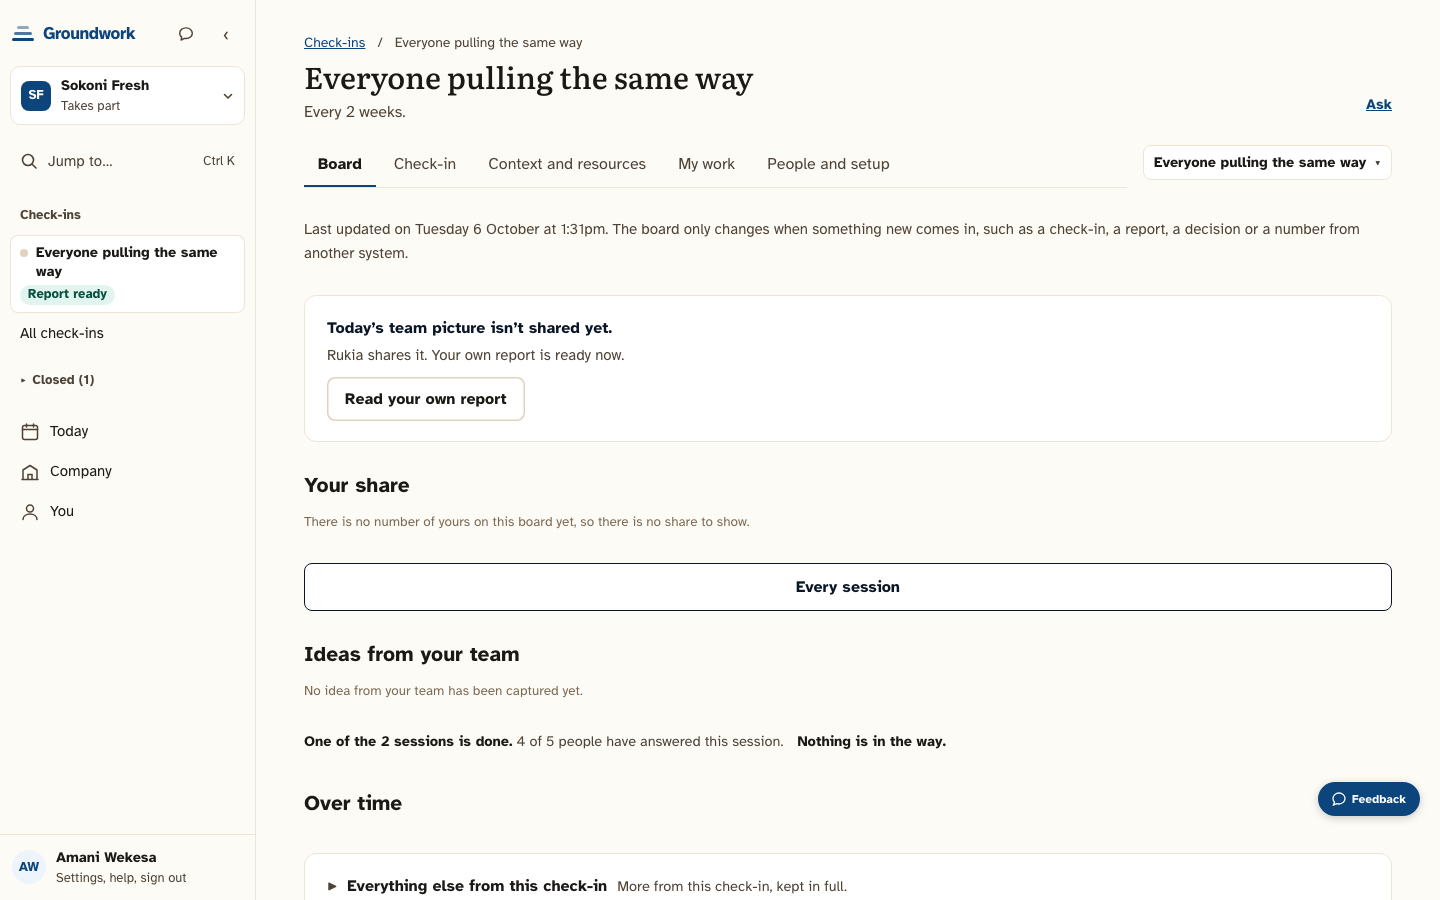 Groundwork
SF
Sokoni Fresh
Takes part
Jump to...
Ctrl K
Check-ins
Everyone pulling the same
way
Report ready
All check-ins
Closed (1)
Today
Company
You
AW
Amani Wekesa
Settings, help, sign out
Check-ins / Everyone pulling the same way
Everyone pulling the same way
Every 2 weeks.
Ask
Board
Check-in
Context and resources
My work
People and setup
Everyone pulling the same way
Last updated on Tuesday 6 October at 1:31pm. The board only changes when something new comes in, such as a check-in, a report, a decision or a number from
another system.
Today’s team picture isn’t shared yet.
Rukia shares it. Your own report is ready now.
Read your own report
Your share
There is no number of yours on this board yet, so there is no share to show.
Every session
Ideas from your team
No idea from your team has been captured yet.
One of the 2 sessions is done. 4 of 5 people have answered this session. Nothing is in the way.
Over time
Feedback
Everything else from this check-in More from this check-in, kept in full.